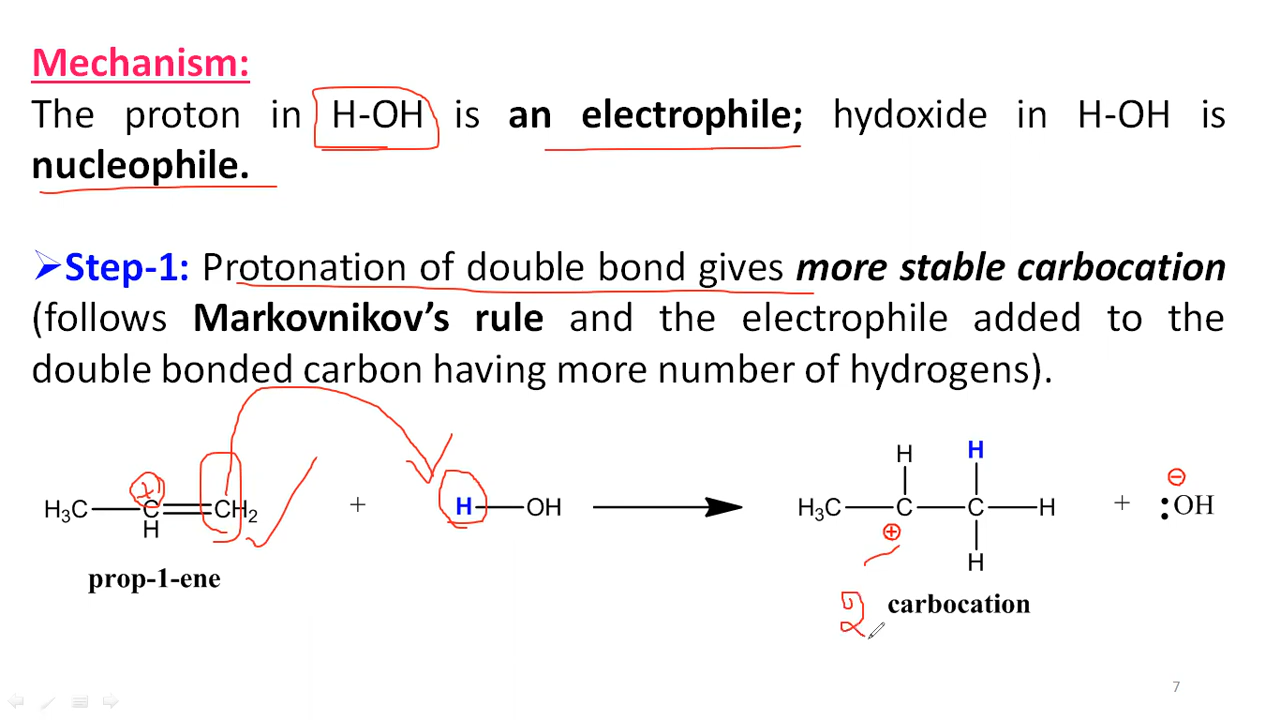 Mechanism:
The proton in H-OH is an electrophile; hydoxide in H-OH is
nucleophile.
➤Step-1: Protonation of double bond gives more stable carbocation
(follows Markovnikov's rule and the electrophile added to the
double bonded carbon having more number of hydrogens).
H H
H₃C C CH₂ + H OH H₃C C C H + :OH
H ⊕ H ⊖
prop-1-ene
carbocation
2
7